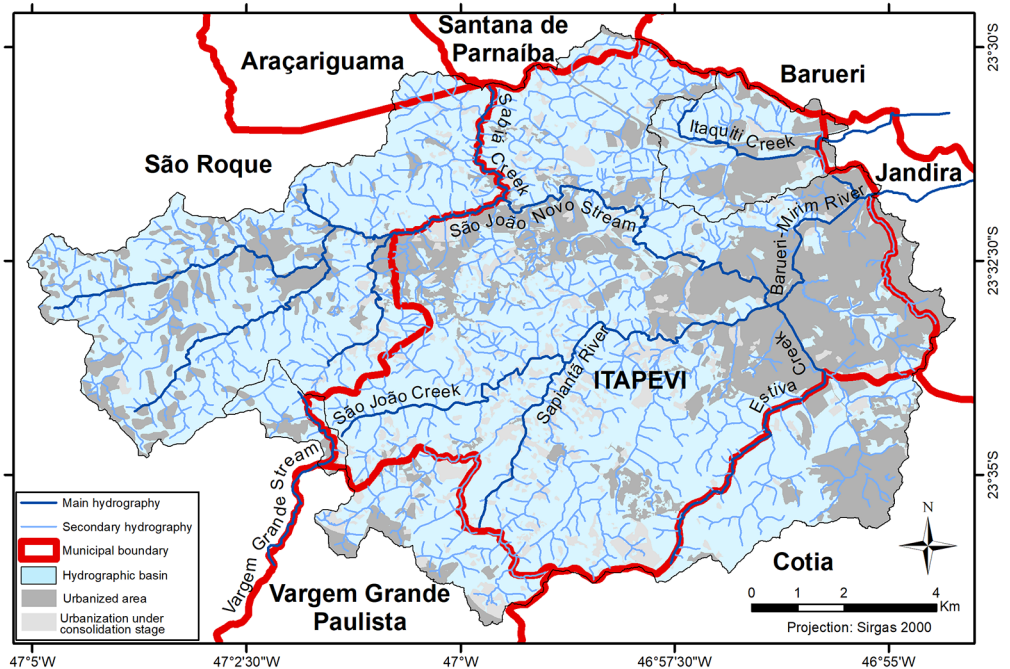 Santana de
Parnaíba
Araçariguama
Barueri
São Roque
Jandira
Sabiá Creek
Itaquiti Creek
São João Novo Stream
Barueri-Mirim River
ITAPEVI
São João Creek
Sapiantã River
Estiva Creek
Vargem Grande Stream
Vargem Grande
Paulista
Cotia
Main hydrography
Secondary hydrography
Municipal boundary
Hydrographic basin
Urbanized area
Urbanization under
consolidation stage
N
0 1 2 4
Km
Projection: Sirgas 2000
23°30'S
23°32'30"S
23°35'S
47°5'W 47°2'30"W 47°W 46°57'30"W 46°55'W